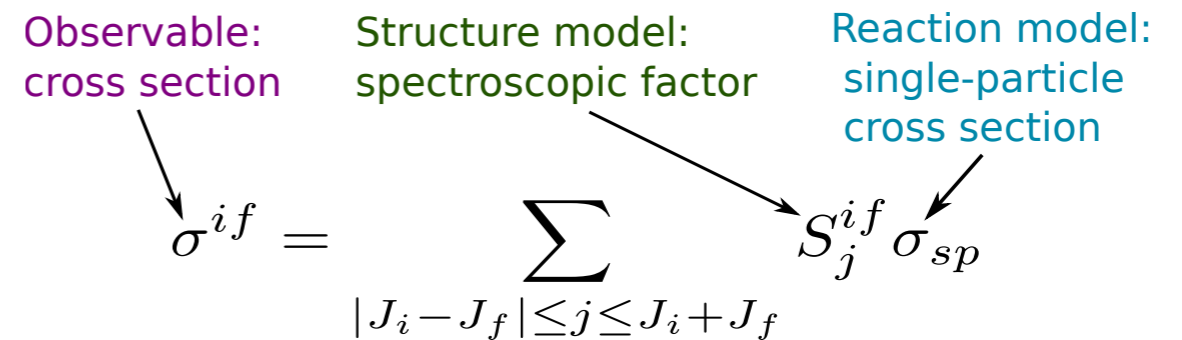 Observable:
cross section
Structure model:
spectroscopic factor
Reaction model:
single-particle
cross section
σ^{if} = ∑_{|J_i−J_f|≤j≤J_i+J_f} S_j^{if} σ_{sp}